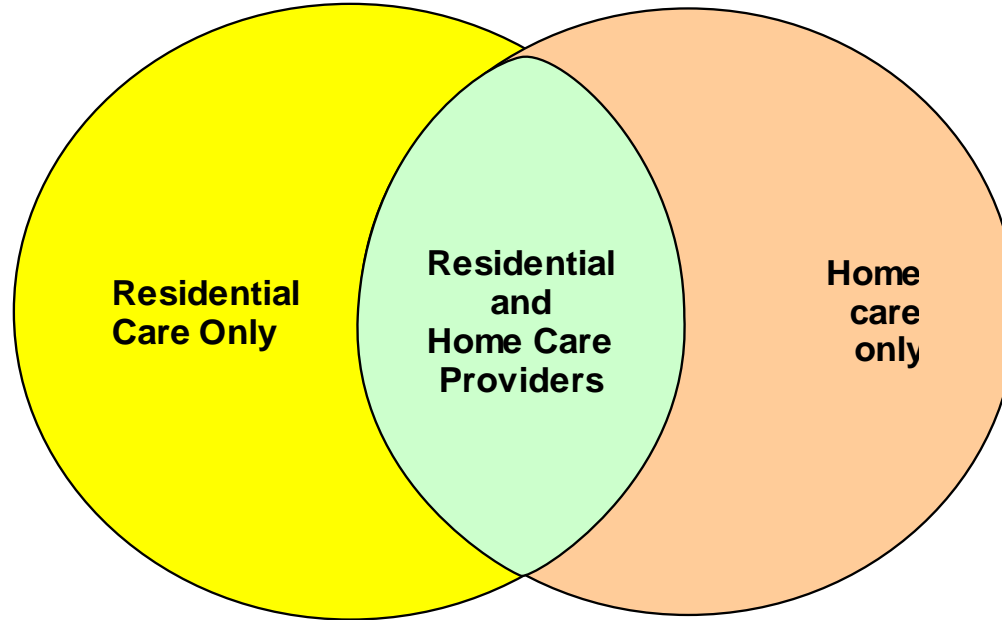 Residential
Care Only
Residential
and
Home Care
Providers
Home
care
only